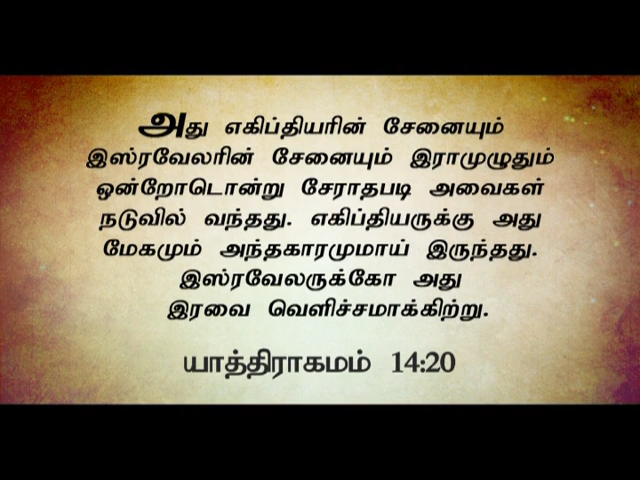 அது எகிப்தியரின் சேனையும்
இஸ்ரவேலரின் சேனையும் இராமுழுதும்
ஒன்றோடொன்று சேராதபடி அவைகள்
நடுவில் வந்தது. எகிப்தியருக்கு அது
மேகமும் அந்தகாரமுமாய் இருந்தது.
இஸ்ரவேலருக்கோ அது
இரவை வெளிச்சமாக்கிற்று.
யாத்திராகமம் 14:20